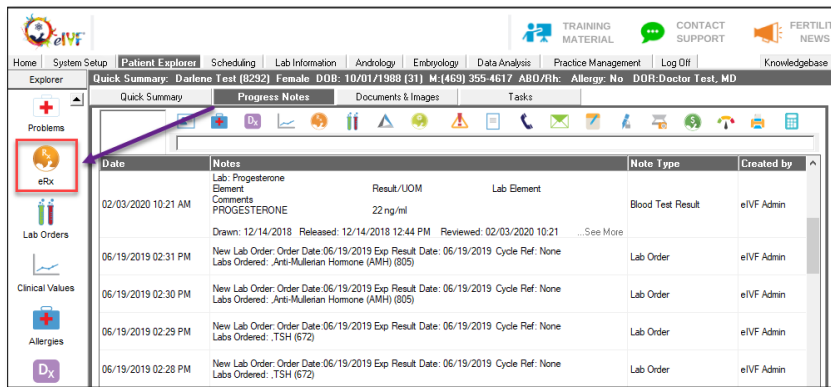 eIVF
TRAINING MATERIAL
CONTACT SUPPORT
FERTILIT NEWS
Home System Setup Patient Explorer Scheduling Lab Information Andrology Embryology Data Analysis Practice Management Log Off Knowledgebase
Explorer Quick Summary: Darlene Test (8292) Female DOB: 10/01/1988 (31) M:(469) 355-4617 ABO/Rh: Allergy: No DOR:Doctor Test, MD
Quick Summary Progress Notes Documents & Images Tasks
Problems
eRx
Lab Orders
Clinical Values
Allergies
Dx
Dx
Date Notes Note Type Created by
Lab: Progesterone
Element Result/UOM Lab Element
Comments
02/03/2020 10:21 AM PROGESTERONE 22 ng/ml Blood Test Result eIVF Admin
Drawn: 12/14/2018 Released: 12/14/2018 12:44 PM Reviewed: 02/03/2020 10:21 ...See More
06/19/2019 02:31 PM New Lab Order: Order Date:06/19/2019 Exp Result Date: 06/19/2019 Cycle Ref: None Lab Order eIVF Admin
Labs Ordered: ,Anti-Mullerian Hormone (AMH) (805)
06/19/2019 02:30 PM New Lab Order: Order Date:06/19/2019 Exp Result Date: 06/19/2019 Cycle Ref: None Lab Order eIVF Admin
Labs Ordered: ,Anti-Mullerian Hormone (AMH) (805)
06/19/2019 02:29 PM New Lab Order: Order Date:06/19/2019 Exp Result Date: 06/19/2019 Cycle Ref: None Lab Order eIVF Admin
Labs Ordered: ,TSH (672)
06/19/2019 02:28 PM New Lab Order: Order Date:06/19/2019 Exp Result Date: 06/19/2019 Cycle Ref: None Lab Order eIVF Admin
Labs Ordered: ,TSH (672)